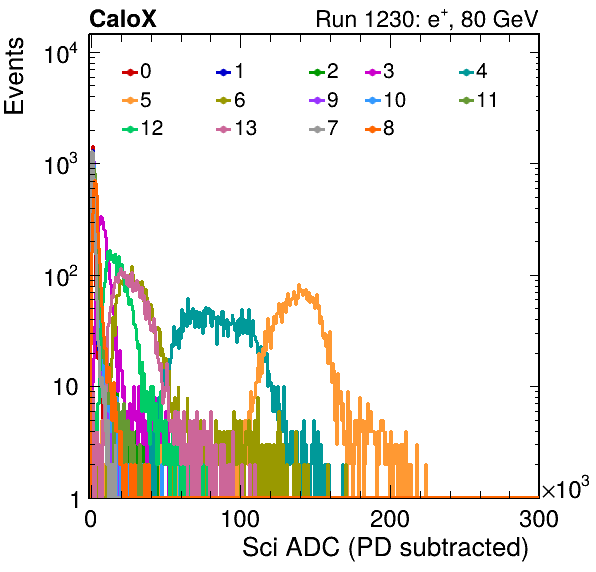 CaloX Run 1230: e⁺, 80 GeV
Events
10⁴
0 1 2 3 4
5 6 9 10 11
12 13 7 8
10³
10²
10
1
0 100 200 300
×10³
Sci ADC (PD subtracted)